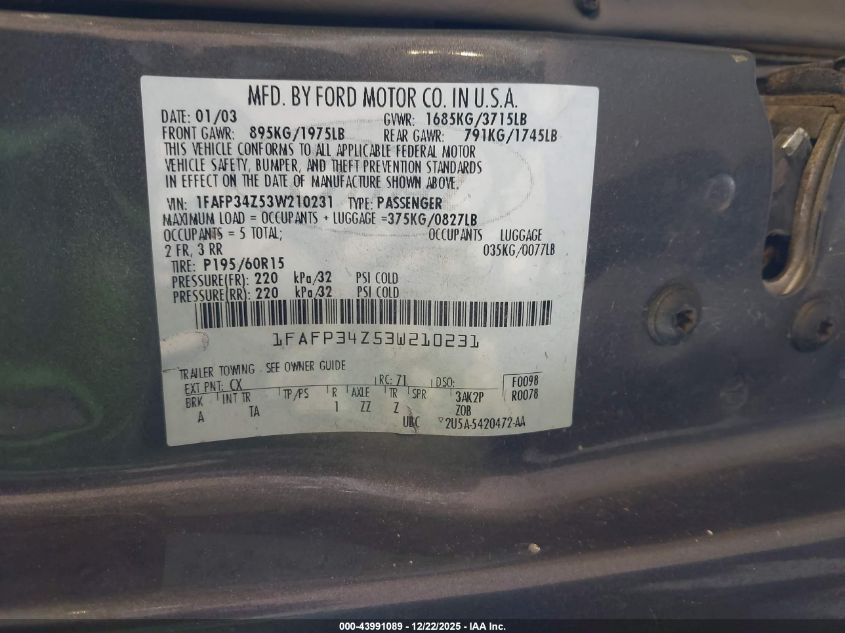 MFD. BY FORD MOTOR CO. IN U.S.A.
DATE: 01/03 GVWR: 1685KG/3715LB
FRONT GAWR: 895KG/1975LB REAR GAWR: 791KG/1745LB
THIS VEHICLE CONFORMS TO ALL APPLICABLE FEDERAL MOTOR
VEHICLE SAFETY, BUMPER, AND THEFT PREVENTION STANDARDS
IN EFFECT ON THE DATE OF MANUFACTURE SHOWN ABOVE.
VIN: 1FAFP34Z53W210231 TYPE: PASSENGER
MAXIMUM LOAD = OCCUPANTS + LUGGAGE =375KG/0827LB
OCCUPANTS = 5 TOTAL; OCCUPANTS LUGGAGE
2 FR, 3 RR 035KG/0077LB
TIRE: P195/60R15
PRESSURE(FR): 220 kPa/32 PSI COLD
PRESSURE(RR): 220 kPa/32 PSI COLD
1FAFP34Z53W210231
TRAILER TOWING - SEE OWNER GUIDE
EXT PNT: CX RC: 71 DSO: F0098
BRK INT TR TP/PS R AXLE TR SPR 3AK2P R0078
A TA 1 ZZ Z Z0B
UBC 2U5A-5420472-AA
000-43991089 - 12/22/2025 - IAA Inc.